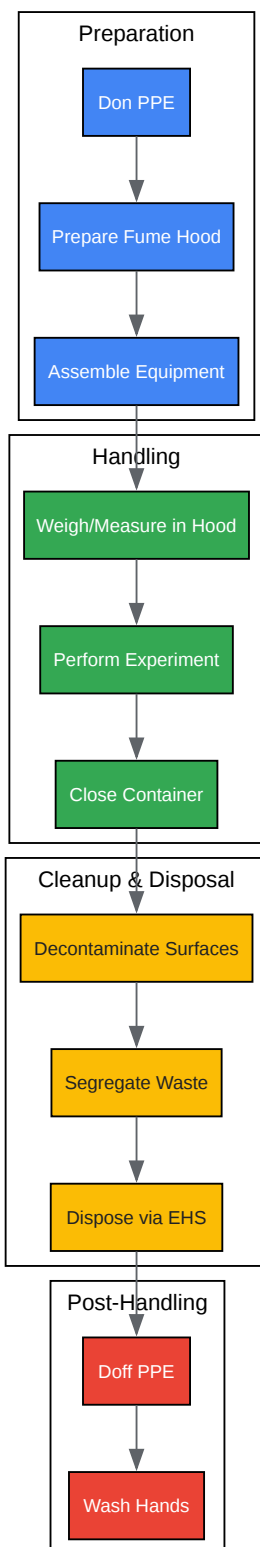 Preparation
Don PPE
Prepare Fume Hood
Assemble Equipment
Handling
Weigh/Measure in Hood
Perform Experiment
Close Container
Cleanup & Disposal
Decontaminate Surfaces
Segregate Waste
Dispose via EHS
Post-Handling
Doff PPE
Wash Hands